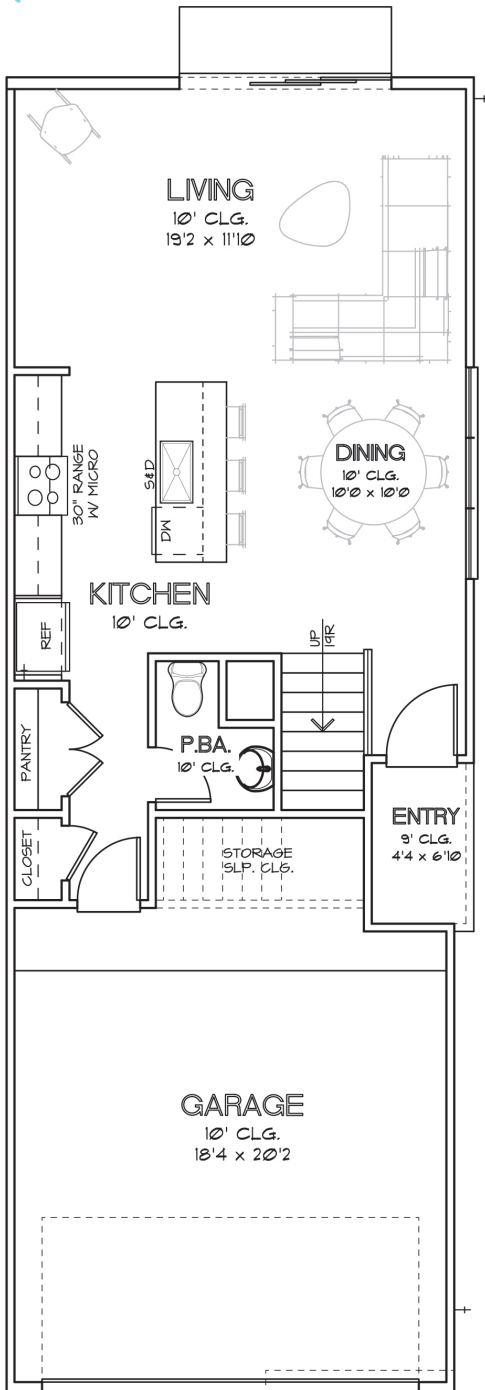 LIVING
10' CLG.
19'2 x 11'10
30" RANGE
W/ MICRO
S&D
DW
DINING
10' CLG.
10'0 x 10'0
KITCHEN
10' CLG.
REF
UP
19R
PANTRY
P.BA.
10' CLG.
CLOSET
STORAGE
SLP. CLG.
ENTRY
9' CLG.
4'4 x 6'10
GARAGE
10' CLG.
18'4 x 20'2